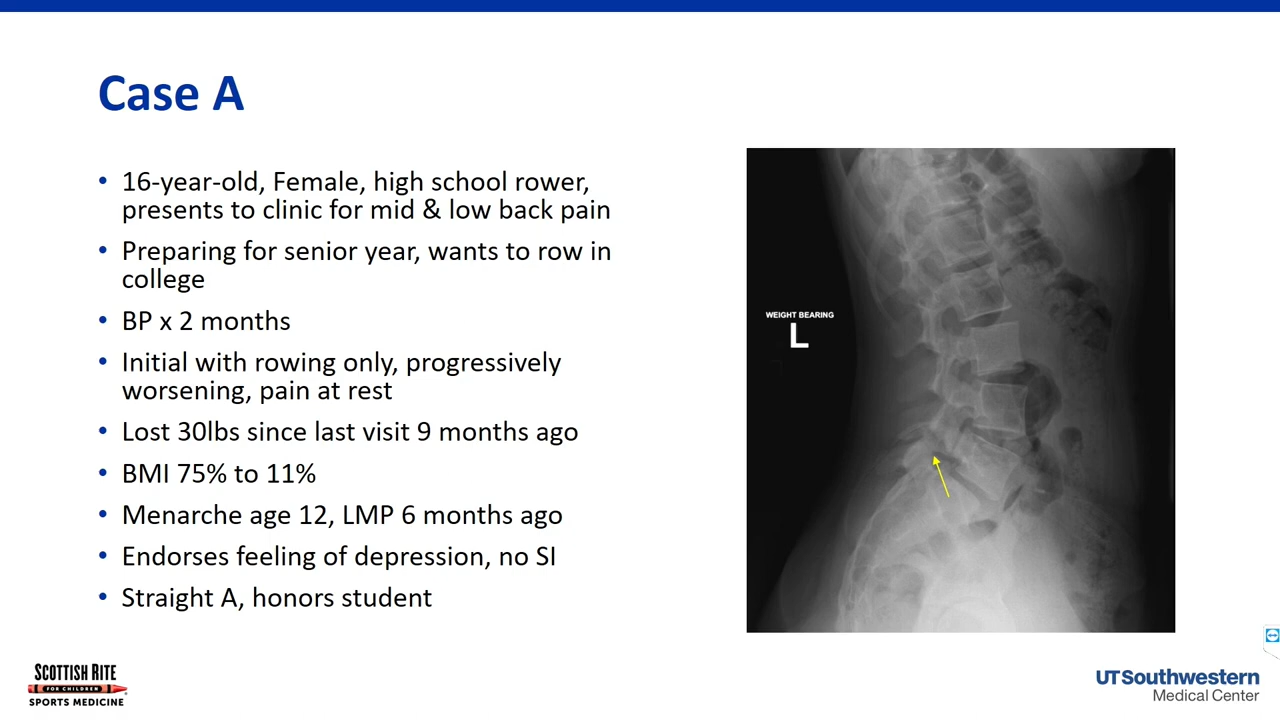 Case A
• 16-year-old, Female, high school rower,
presents to clinic for mid & low back pain
• Preparing for senior year, wants to row in
college
• BP x 2 months
• Initial with rowing only, progressively
worsening, pain at rest
• Lost 30lbs since last visit 9 months ago
• BMI 75% to 11%
• Menarche age 12, LMP 6 months ago
• Endorses feeling of depression, no SI
• Straight A, honors student
WEIGHT BEARING
L
SCOTTISH RITE
FOR CHILDREN
SPORTS MEDICINE
UTSouthwestern
Medical Center